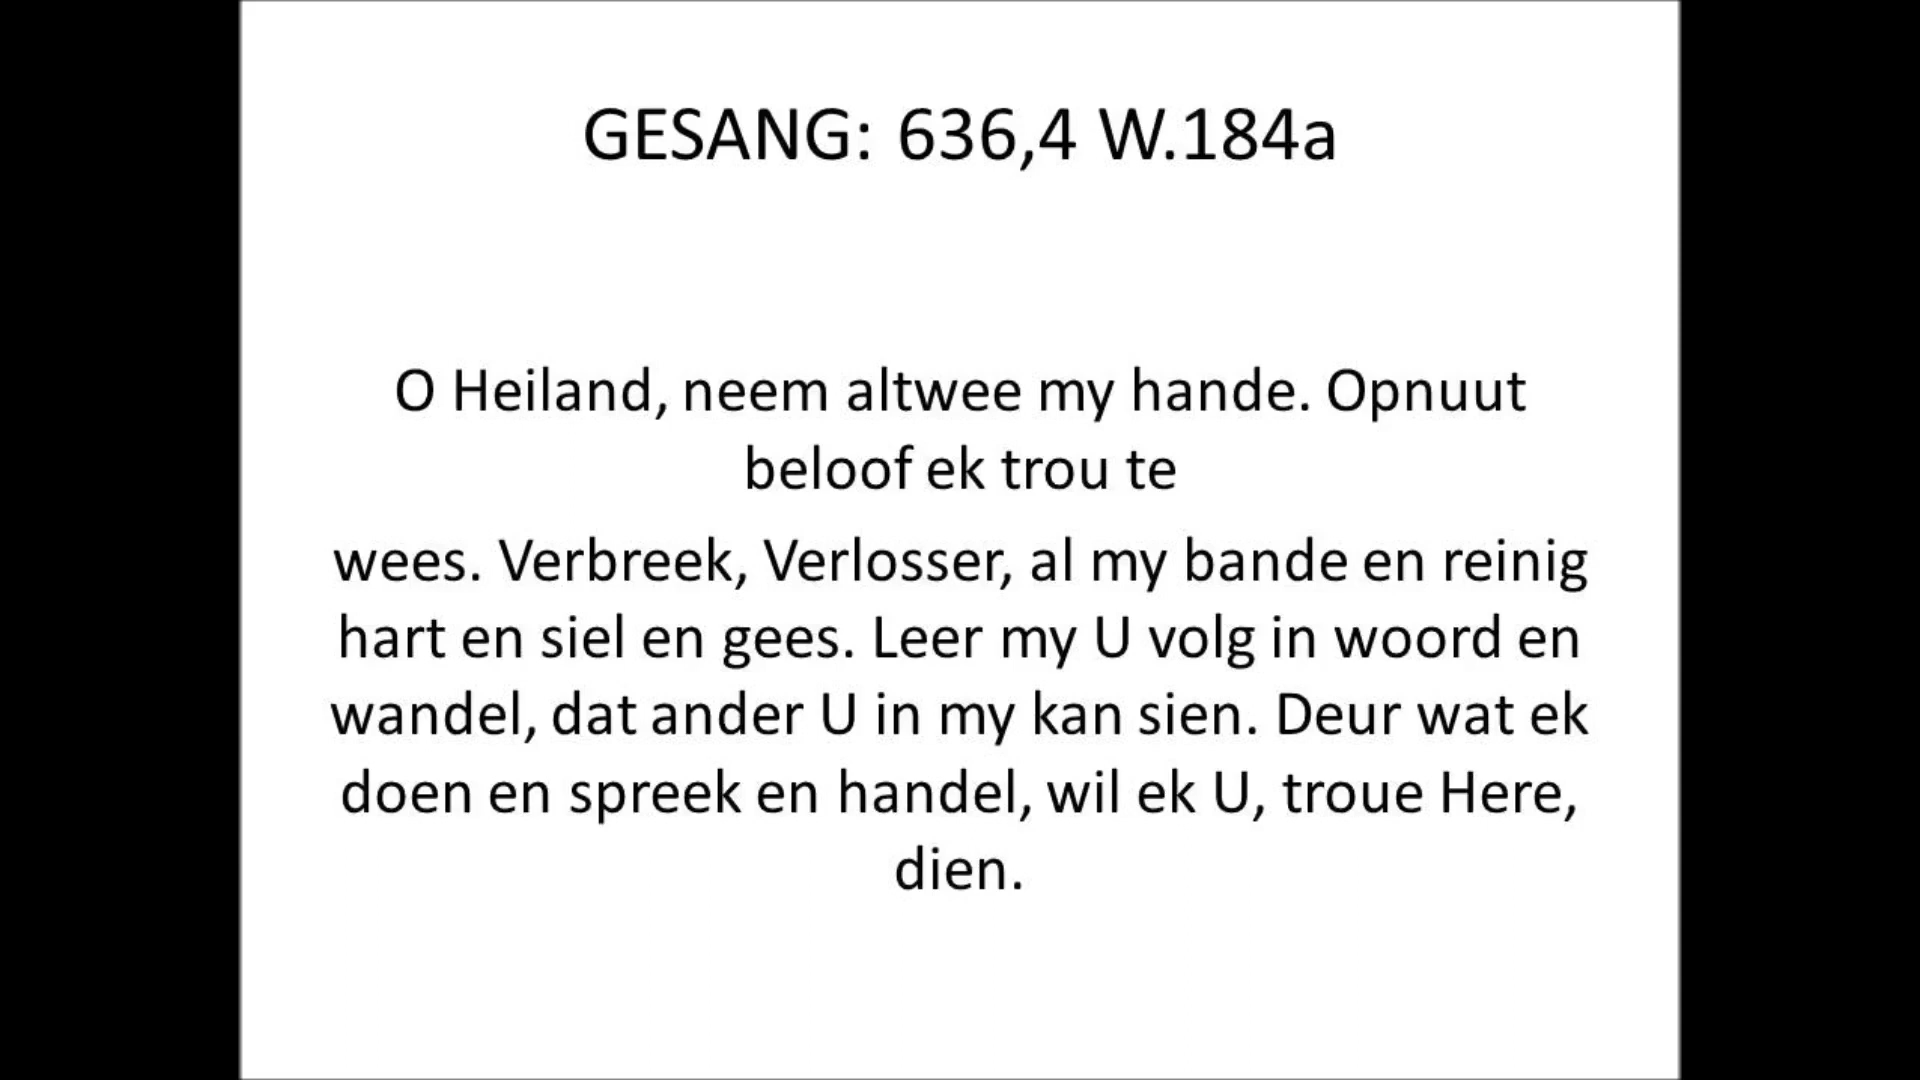 GESANG: 636,4 W.184a
O Heiland, neem altwee my hande. Opnuut
beloof ek trou te
wees. Verbreek, Verlosser, al my bande en reinig
hart en siel en gees. Leer my U volg in woord en
wandel, dat ander U in my kan sien. Deur wat ek
doen en spreek en handel, wil ek U, troue Here,
dien.